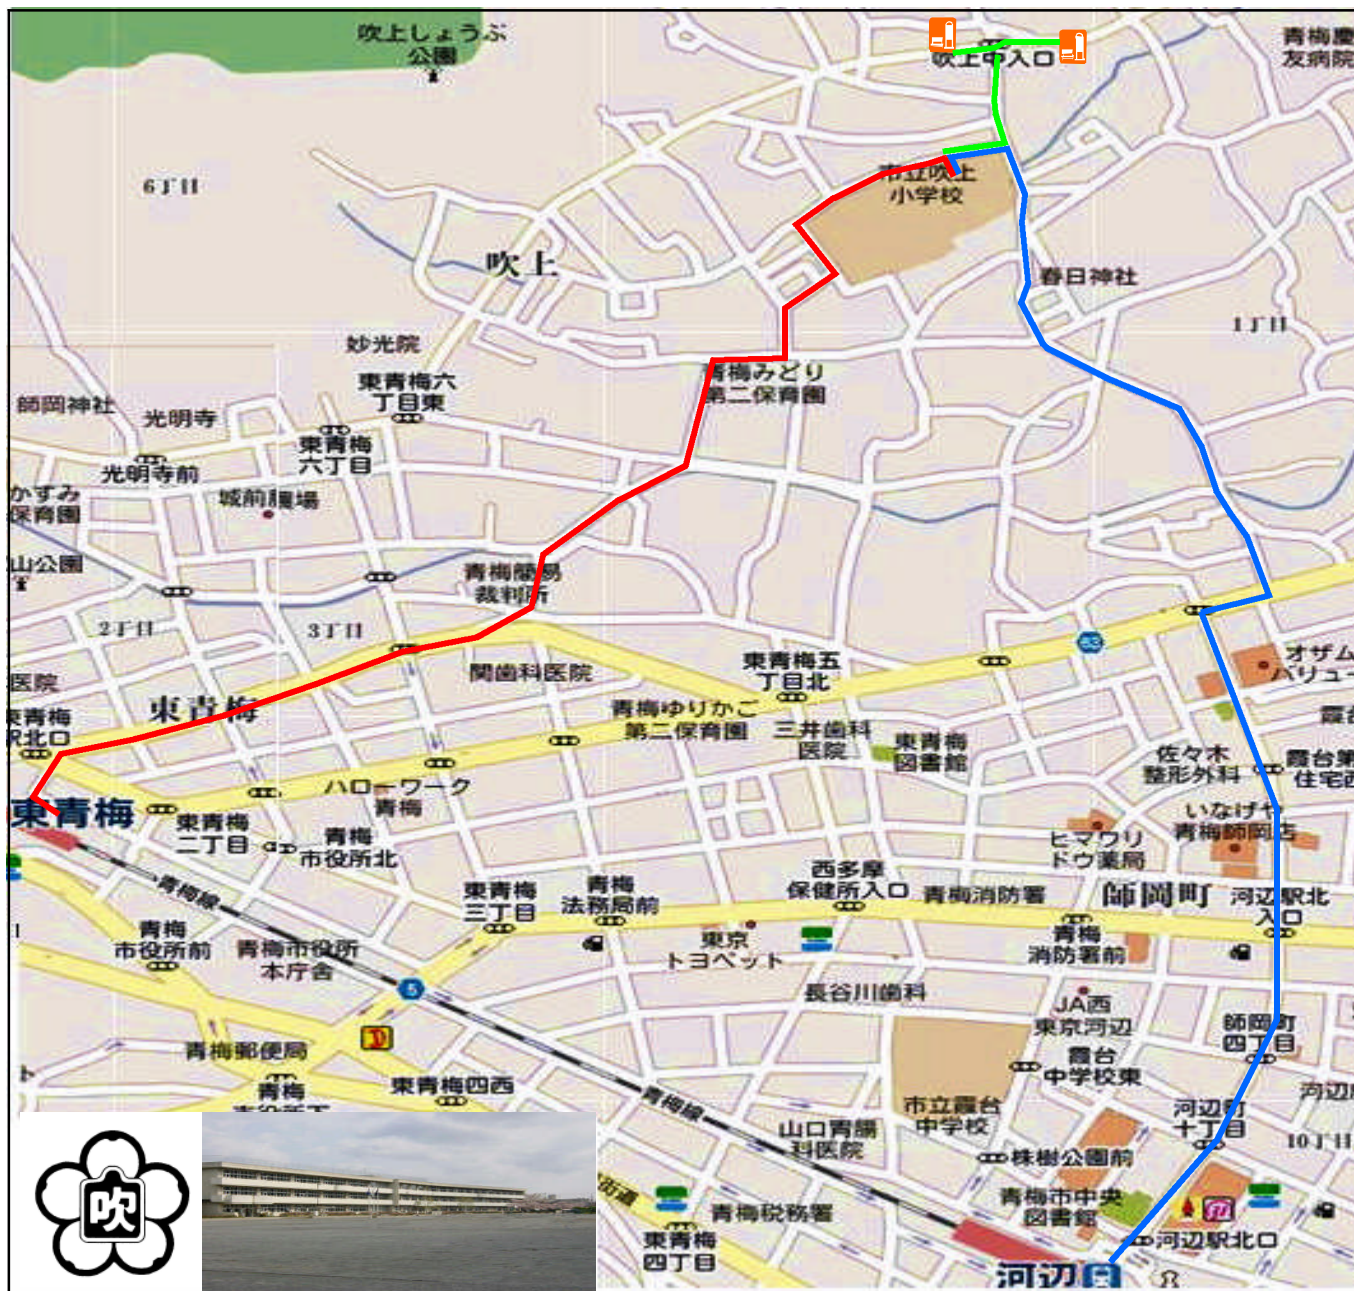 吹上しょうぶ
公園
吹上中入口
青梅慶
友病院
6丁目
市立吹上
小学校
吹上
春日神社
1丁目
妙光院
青梅みどり
第二保育園
東青梅六
丁目東
師岡神社
光明寺
東青梅
六丁目
光明寺前
かすみ
保育園
城前
山公園
青梅簡易
裁判所
2丁目
3丁目
63
医院
関歯科医院
東青梅五
丁目北
オザム
バリュー
東青梅
東青梅
駅北口
青梅ゆりかご
第二保育園
三井歯科
医院
東青梅
図書館
霞台
佐々木
整形外科
霞台第
住宅西
ハローワーク
青梅
東青梅
東青梅
二丁目
青梅
市役所北
いなげや
青梅師岡店
ヒマワリ
ドウ薬局
青梅線
西多摩
保健所入口
青梅消防署
師岡町
河辺駅北
入口
東青梅
三丁目
青梅
法務局前
青梅
市役所前
青梅市役所
本庁舎
東京
トヨペット
青梅
消防署前
長谷川歯科
5
JA西
東京河辺
師岡町
四丁目
青梅郵便局
霞台
中学校東
青梅
東青梅四西
青梅線
市立霞台
中学校
河辺町
十丁目
河辺
山口胃腸
科医院
10丁目
株樹公園前
吹
街道
青梅税務署
青梅市中央
図書館
東青梅
四丁目
河辺駅北口
河辺